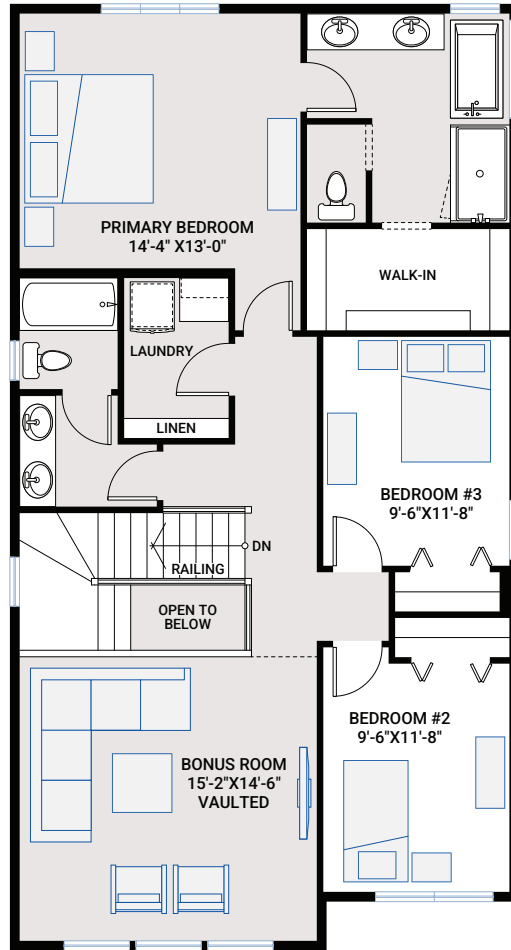 PRIMARY BEDROOM
14'-4" X13'-0"
WALK-IN
LAUNDRY
LINEN
BEDROOM #3
9'-6"X11'-8"
DN
RAILING
OPEN TO
BELOW
BEDROOM #2
9'-6"X11'-8"
BONUS ROOM
15'-2"X14'-6"
VAULTED